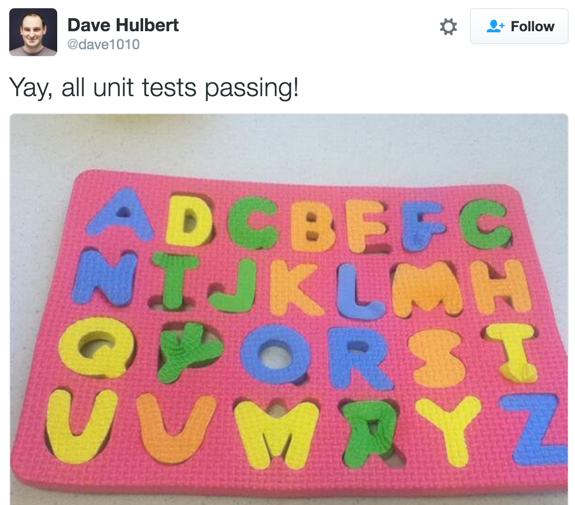 Dave Hulbert
@dave1010
Follow
Yay, all unit tests passing!
A D C B F F C
N T J K L M H
Q Y O R S I
U V M A Y Z